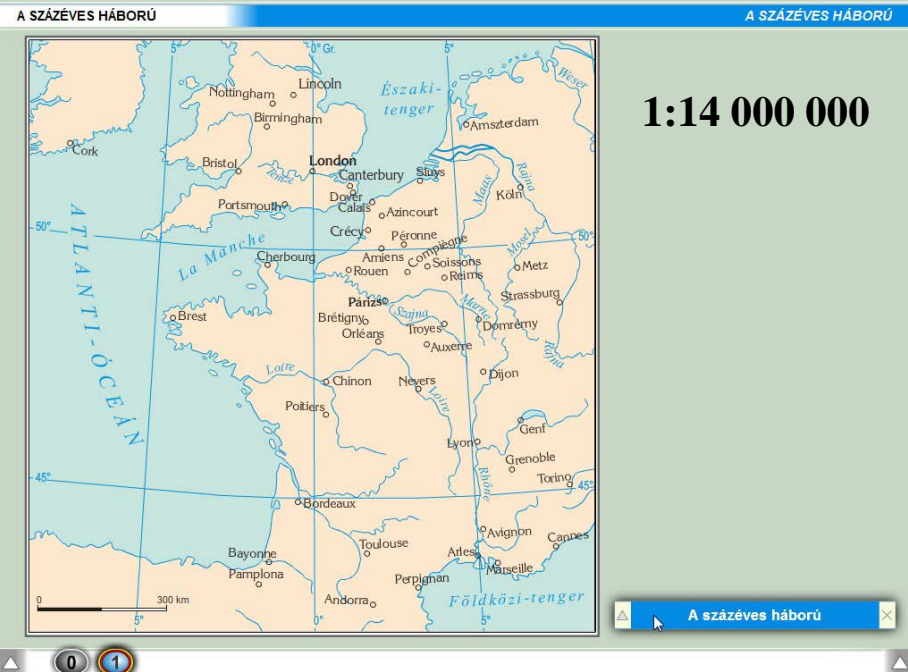 A SZÁZÉVES HÁBORÚ
A SZÁZÉVES HÁBORÚ
5°
0° Gr.
5°
Weser
Lincoln
Nottingham
Északi-
tenger
1:14 000 000
Birmingham
Amszterdam
Cork
London
Bristol
Temze
Canterbury
Sluys
Rajna
Maas
Köln
Dover
Portsmouth
Calais
Azincourt
ATLANTI-ÓCEÁN
50°
Crécy
Péronne
50°
La Manche
Mosel
Cherbourg
Amiens
Compiègne
Soissons
Metz
Rouen
Reims
Strassburg
Párizs
Marne
Brest
Brétigny
Szajna
Troyes
Domrémy
Orléans
Auxerre
Rajna
Loire
Chinon
Nevers
Dijon
Loire
Poitiers
Genf
Lyon
Grenoble
45°
Rhône
Torino
45°
Bordeaux
Avignon
Cannes
Toulouse
Bayonne
Arles
Marseille
Pamplona
Perpignan
0
300 km
Andorra
Földközi-tenger
5°
0°
5°
A százéves háború
0
1